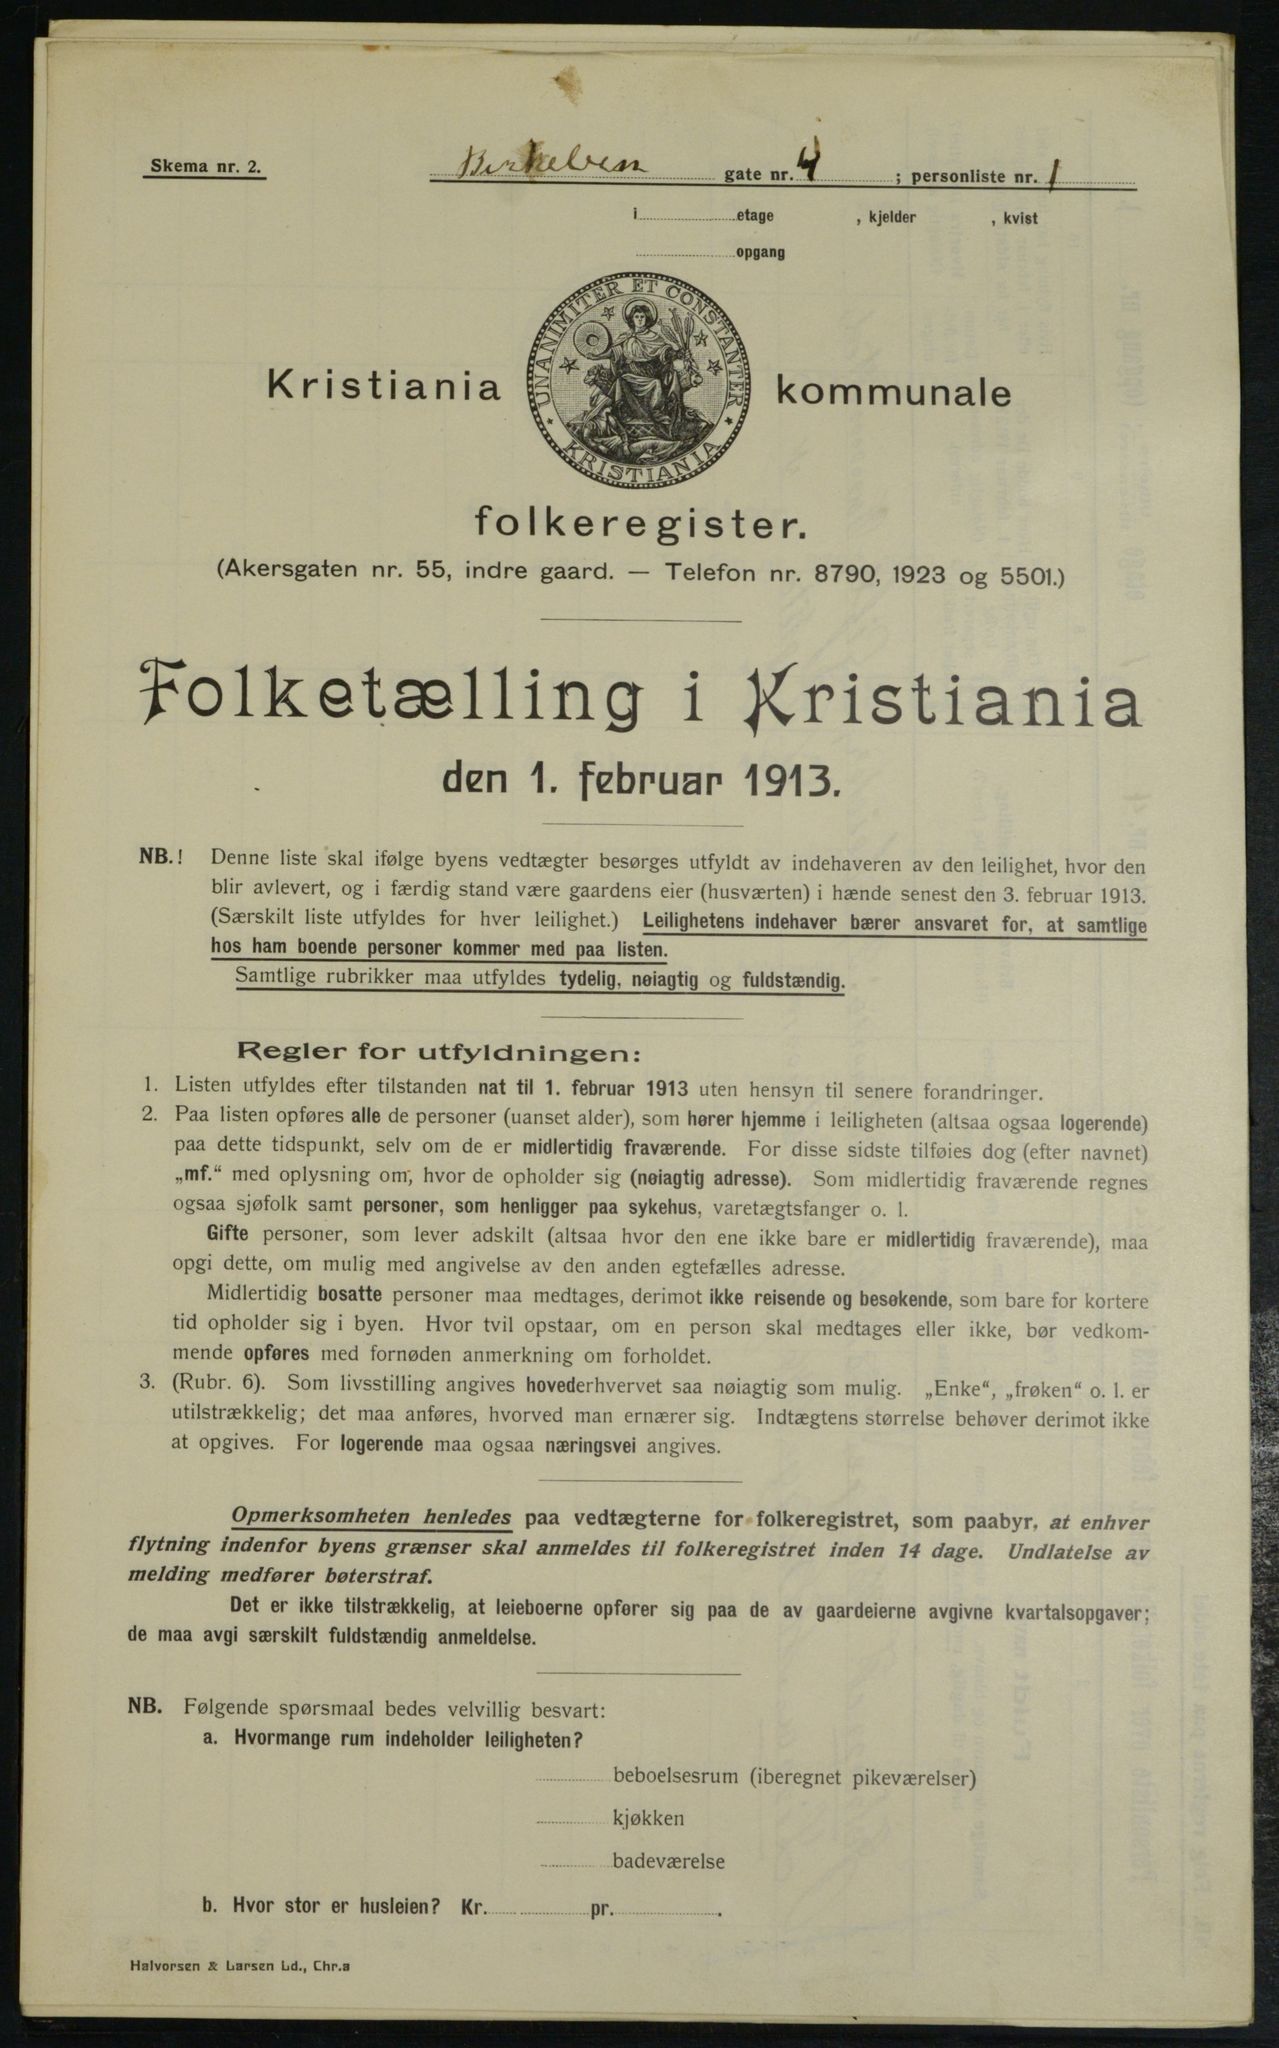 Skema nr. 2.
Birkebein gate nr. 4 ; personliste nr. 1
i etage , kjelder , kvist
opgang
UNANIMITER ET CONSTANTER
KRISTIANIA
Kristiania kommunale
folkeregister.
(Akersgaten nr. 55, indre gaard. — Telefon nr. 8790, 1923 og 5501.)
Folketælling i Kristiania
den 1. februar 1913.
NB.! Denne liste skal ifølge byens vedtægter besørges utfyldt av indehaveren av den leilighet, hvor den
blir avlevert, og i færdig stand være gaardens eier (husværten) i hænde senest den 3. februar 1913.
(Særskilt liste utfyldes for hver leilighet.) Leilighetens indehaver bærer ansvaret for, at samtlige
hos ham boende personer kommer med paa listen.
Samtlige rubrikker maa utfyldes tydelig, nøiagtig og fuldstændig.
Regler for utfyldningen:
1. Listen utfyldes efter tilstanden nat til 1. februar 1913 uten hensyn til senere forandringer.
2. Paa listen opføres alle de personer (uanset alder), som hører hjemme i leiligheten (altsaa ogsaa logerende)
paa dette tidspunkt, selv om de er midlertidig fraværende. For disse sidste tilføies dog (efter navnet)
„mf.“ med oplysning om, hvor de opholder sig (nøiagtig adresse). Som midlertidig fraværende regnes
ogsaa sjøfolk samt personer, som henligger paa sykehus, varetægtsfanger o. l.
Gifte personer, som lever adskilt (altsaa hvor den ene ikke bare er midlertidig fraværende), maa
opgi dette, om mulig med angivelse av den anden egtefælles adresse.
Midlertidig bosatte personer maa medtages, derimot ikke reisende og besøkende, som bare for kortere
tid opholder sig i byen. Hvor tvil opstaar, om en person skal medtages eller ikke, bør vedkom-
mende opføres med fornøden anmerkning om forholdet.
3. (Rubr. 6). Som livsstilling angives hovederhvervet saa nøiagtig som mulig. „Enke“, „frøken“ o. l. er
utilstrækkelig; det maa anføres, hvorved man ernærer sig. Indtægtens størrelse behøver derimot ikke
at opgives. For logerende maa ogsaa næringsvei angives.
Opmerksomheten henledes paa vedtægterne for folkeregistret, som paabyr, at enhver
flytning indenfor byens grænser skal anmeldes til folkeregistret inden 14 dage. Undlatelse av
melding medfører bøterstraf.
Det er ikke tilstrækkelig, at leieboerne opfører sig paa de av gaardeierne avgivne kvartalsopgaver;
de maa avgi særskilt fuldstændig anmeldelse.
NB. Følgende spørsmaal bedes velvillig besvart:
a. Hvormange rum indeholder leiligheten?
beboelsesrum (iberegnet pikeværelser)
kjøkken
badeværelse
b. Hvor stor er husleien? Kr. pr. .
Halvorsen & Larsen Ld., Chr.a